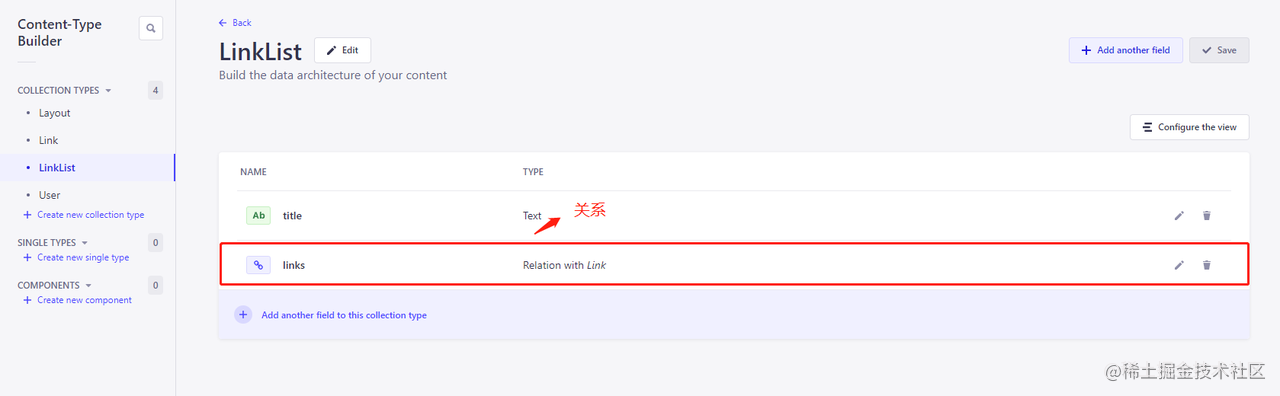 Content-Type
Builder
COLLECTION TYPES
4
Layout
Link
LinkList
User
Create new collection type
SINGLE TYPES
0
Create new single type
COMPONENTS
0
Create new component
Back
LinkList
Edit
Add another field
Save
Build the data architecture of your content
Configure the view
NAME TYPE
Ab title Text
关系
links Relation with Link
Add another field to this collection type
@稀土掘金技术社区